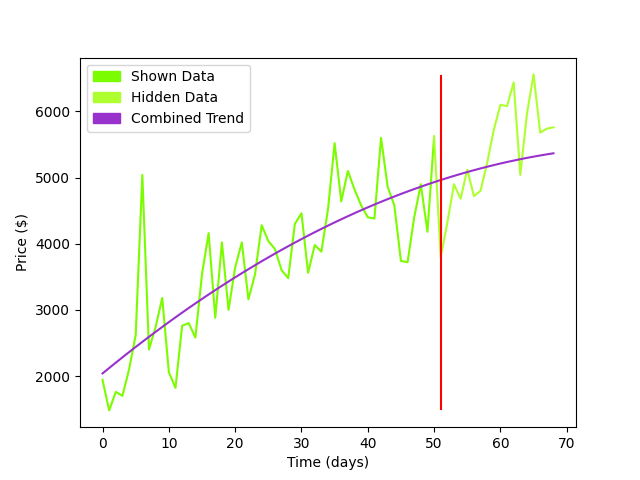 Shown Data
Hidden Data
Combined Trend
6000
5000
4000
3000
2000
Price ($)
0 10 20 30 40 50 60 70
Time (days)